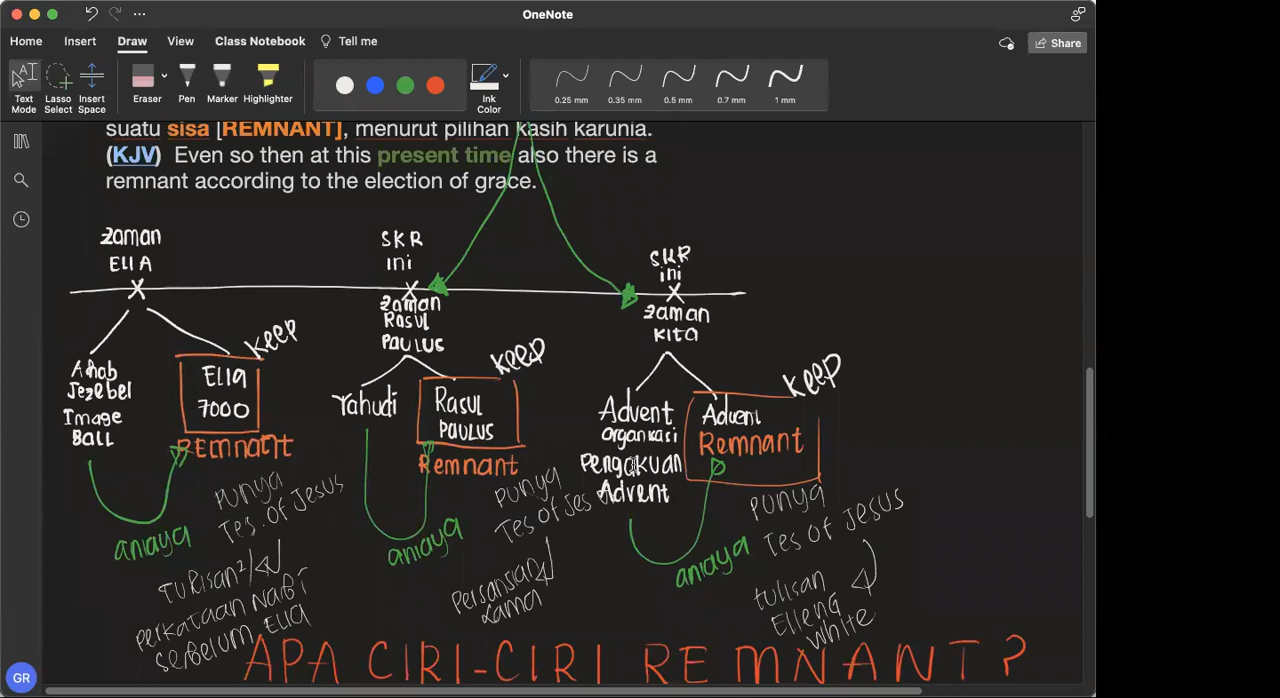 OneNote
Home Insert Draw View Class Notebook Tell me
Share
Text Mode
Lasso Select
Insert Space
Eraser
Pen
Marker
Highlighter
Ink Color
0.25 mm
0.35 mm
0.5 mm
0.7 mm
1 mm
suatu sisa [REMNANT], menurut pilihan kasih karunia.
(KJV) Even so then at this present time also there is a
remnant according to the election of grace.
zaman
ELIA
SKR
ini
SKR
ini
zaman
Rasul
PAULUS
zaman
KITA
Ahab
Jezebel
Image
BALL
KEEP
Elia
7000
REMNANT
Yahudi
KEEP
Rasul
PAULUS
Remnant
Advent
organisasi
Pengakuan
Advent
KEEP
Advent
Remnant
aniaya
PUNYA
Tes. of Jesus
TULISAN²/
perkataan NABI
SEBELUM Elia
aniaya
PUNYA
Tes of Jes
Perjanjian
Lama
aniaya
PUNYA
Tes of Jesus
tulisan
Elleng
White
APA CIRI-CIRI REMNANT?
GR